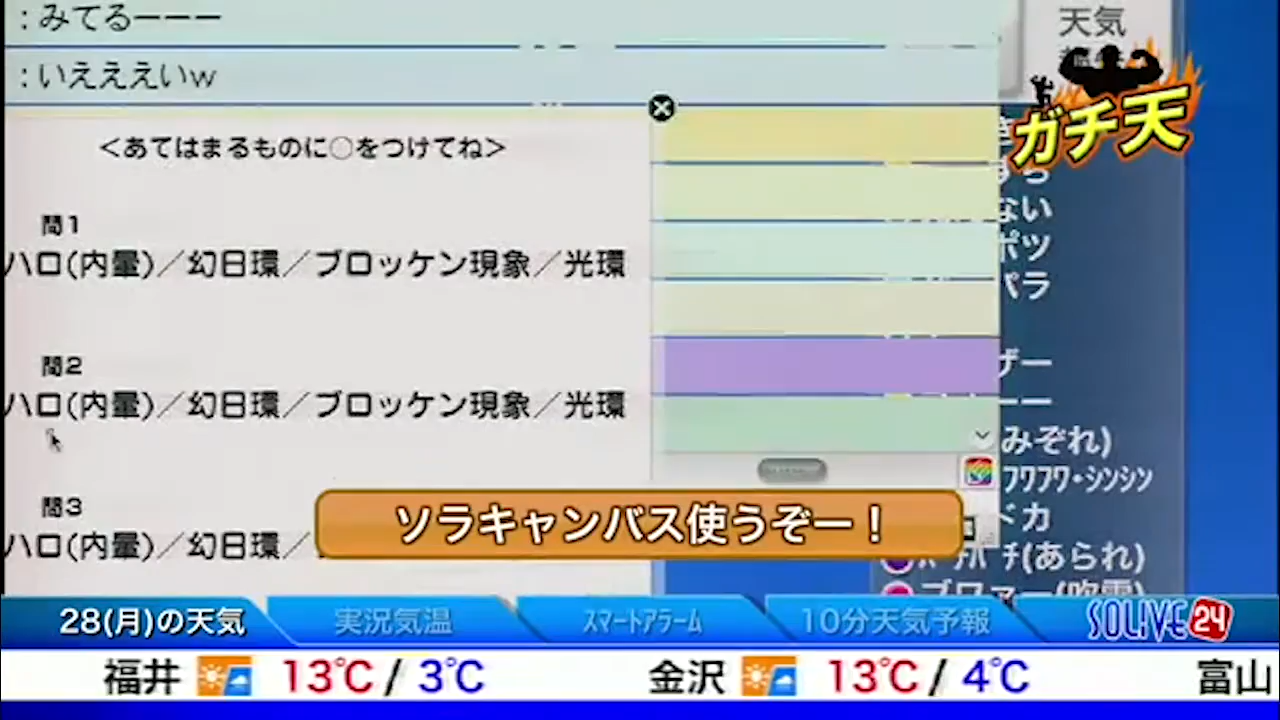 :みてるーーー
:いえええいw
天気
ガチ天
＜あてはまるものに○をつけてね＞
問1
ハロ(内暈)／幻日環／ブロッケン現象／光環
ない
ポツ
パラ
問2
ハロ(内暈)／幻日環／ブロッケン現象／光環
ザー
みぞれ)
フワフワ・シンシン
ドカ
問3
ハロ(内暈)／幻日環／
ソラキャンバス使うぞー！
(あられ)
28(月)の天気
実況気温
スマートアラーム
10分天気予報
SOLiVE24
福井 13℃/ 3℃ 金沢 13℃/ 4℃ 富山